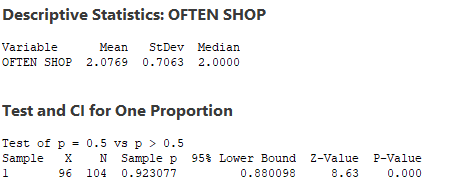 Descriptive Statistics: OFTEN SHOP
Variable Mean StDev Median
OFTEN SHOP 2.0769 0.7063 2.0000
Test and CI for One Proportion
Test of p = 0.5 vs p > 0.5
Sample X N Sample p 95% Lower Bound Z-Value P-Value
1 96 104 0.923077 0.880098 8.63 0.000